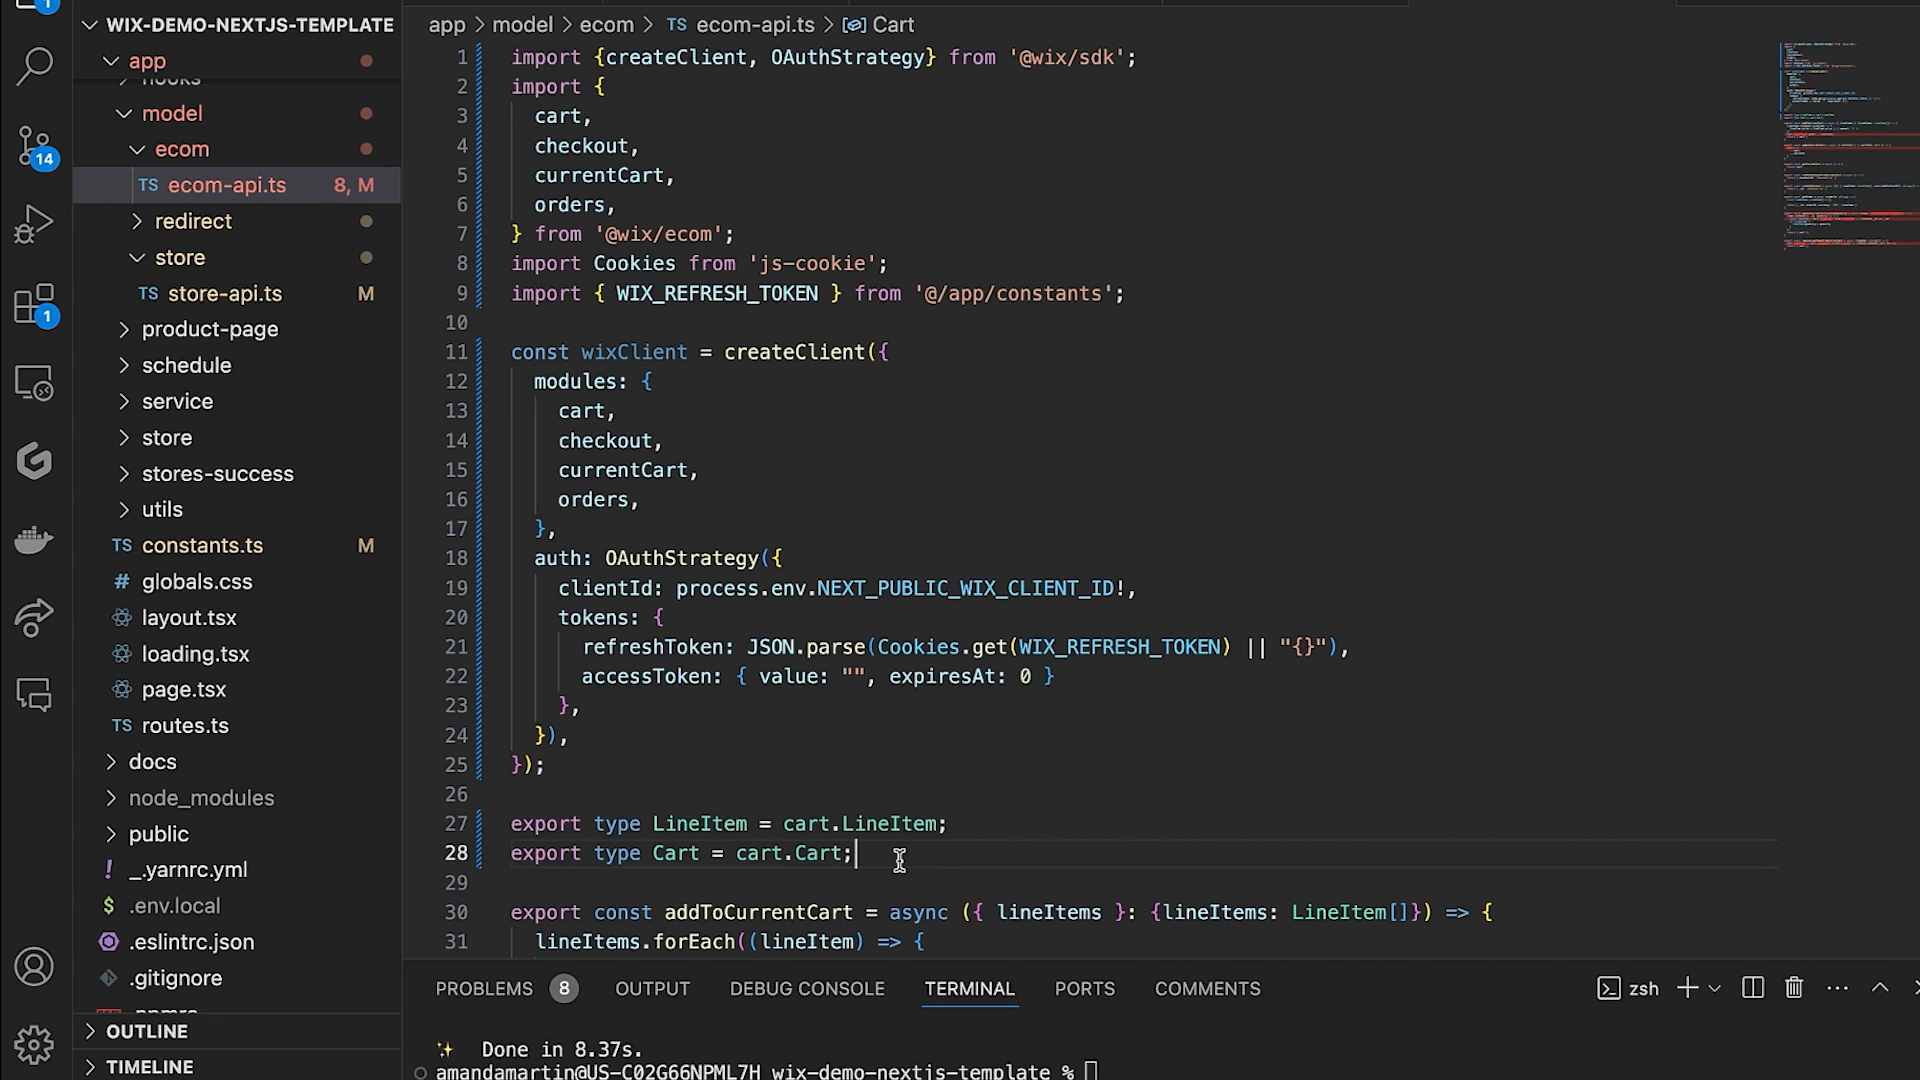 1
WIX-DEMO-NEXTJS-TEMPLATE
app
hooks
model
ecom
TS ecom-api.ts 8, M
redirect
store
TS store-api.ts M
product-page
schedule
service
store
stores-success
utils
TS constants.ts M
# globals.css
layout.tsx
loading.tsx
page.tsx
TS routes.ts
docs
node_modules
public
! _.yarnrc.yml
$ .env.local
.eslintrc.json
.gitignore
OUTLINE
TIMELINE
14
1
app > model > ecom > TS ecom-api.ts > Cart
1 import {createClient, OAuthStrategy} from '@wix/sdk';
2 import {
3 cart,
4 checkout,
5 currentCart,
6 orders,
7 } from '@wix/ecom';
8 import Cookies from 'js-cookie';
9 import { WIX_REFRESH_TOKEN } from '@/app/constants';
10
11 const wixClient = createClient({
12 modules: {
13 cart,
14 checkout,
15 currentCart,
16 orders,
17 },
18 auth: OAuthStrategy({
19 clientId: process.env.NEXT_PUBLIC_WIX_CLIENT_ID!,
20 tokens: {
21 refreshToken: JSON.parse(Cookies.get(WIX_REFRESH_TOKEN) || "{}"),
22 accessToken: { value: "", expiresAt: 0 }
23 },
24 }),
25 });
26
27 export type LineItem = cart.LineItem;
28 export type Cart = cart.Cart;
29
30 export const addToCurrentCart = async ({ lineItems }: {lineItems: LineItem[]}) => {
31 lineItems.forEach((lineItem) => {
PROBLEMS 8 OUTPUT DEBUG CONSOLE TERMINAL PORTS COMMENTS zsh
✨ Done in 8.37s.
amandamartin@US-C02G66NPML7H wix-demo-nextjs-template %